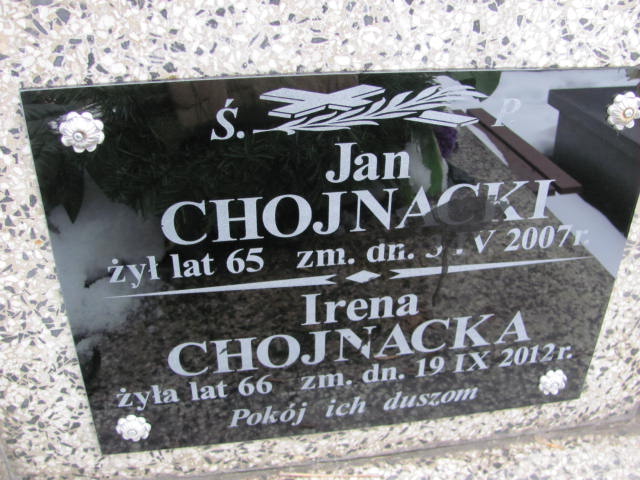 Ś. P.
Jan
CHOJNACKI
żył lat 65 zm. dn. V 2007r.
Irena
CHOJNACKA
żyła lat 66 zm. dn. 19 IX 2012r.
Pokój ich duszom